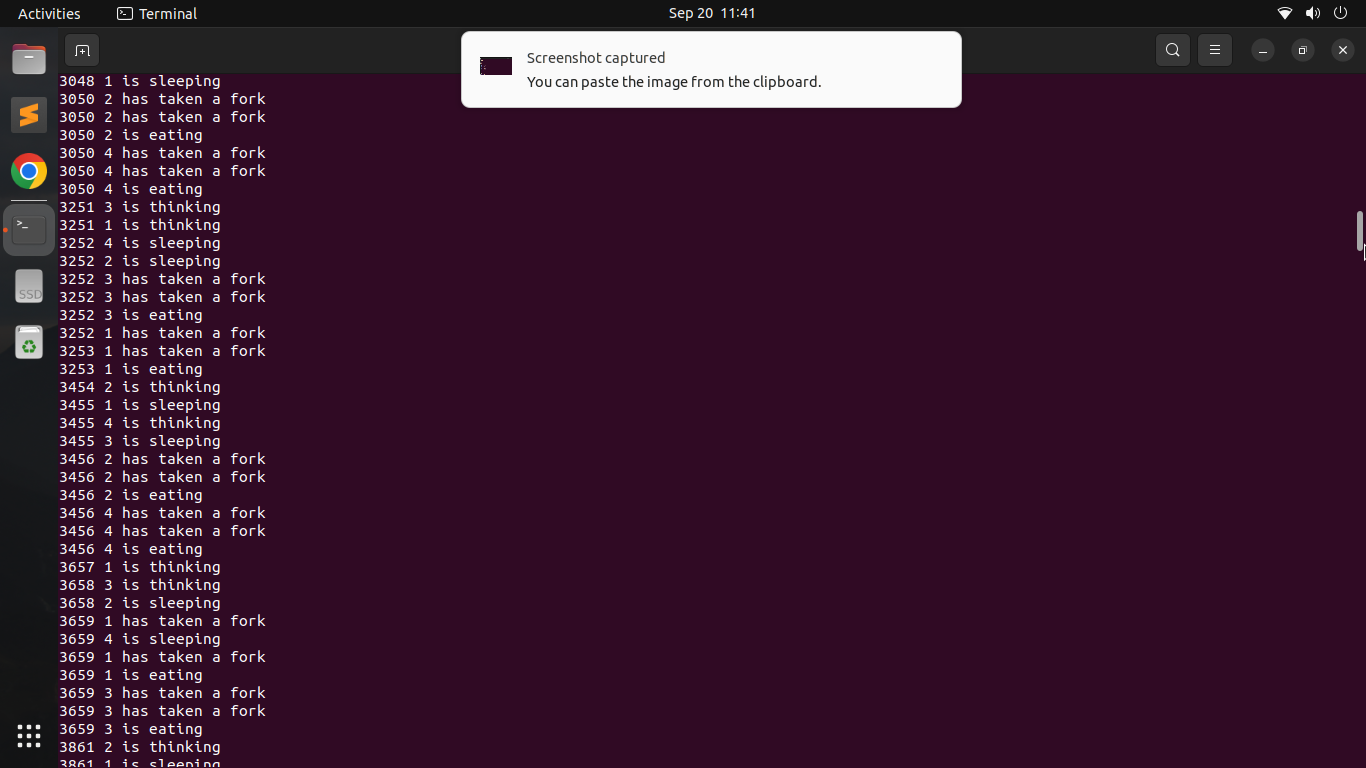 Activities
Terminal
Sep 20 11:41
Screenshot captured
You can paste the image from the clipboard.
3048 1 is sleeping
3050 2 has taken a fork
3050 2 has taken a fork
3050 2 is eating
3050 4 has taken a fork
3050 4 has taken a fork
3050 4 is eating
3251 3 is thinking
3251 1 is thinking
3252 4 is sleeping
3252 2 is sleeping
3252 3 has taken a fork
3252 3 has taken a fork
3252 3 is eating
3252 1 has taken a fork
3253 1 has taken a fork
3253 1 is eating
3454 2 is thinking
3455 1 is sleeping
3455 4 is thinking
3455 3 is sleeping
3456 2 has taken a fork
3456 2 has taken a fork
3456 2 is eating
3456 4 has taken a fork
3456 4 has taken a fork
3456 4 is eating
3657 1 is thinking
3658 3 is thinking
3658 2 is sleeping
3659 1 has taken a fork
3659 4 is sleeping
3659 1 has taken a fork
3659 1 is eating
3659 3 has taken a fork
3659 3 has taken a fork
3659 3 is eating
3861 2 is thinking
3861 1 is sleeping
SSD